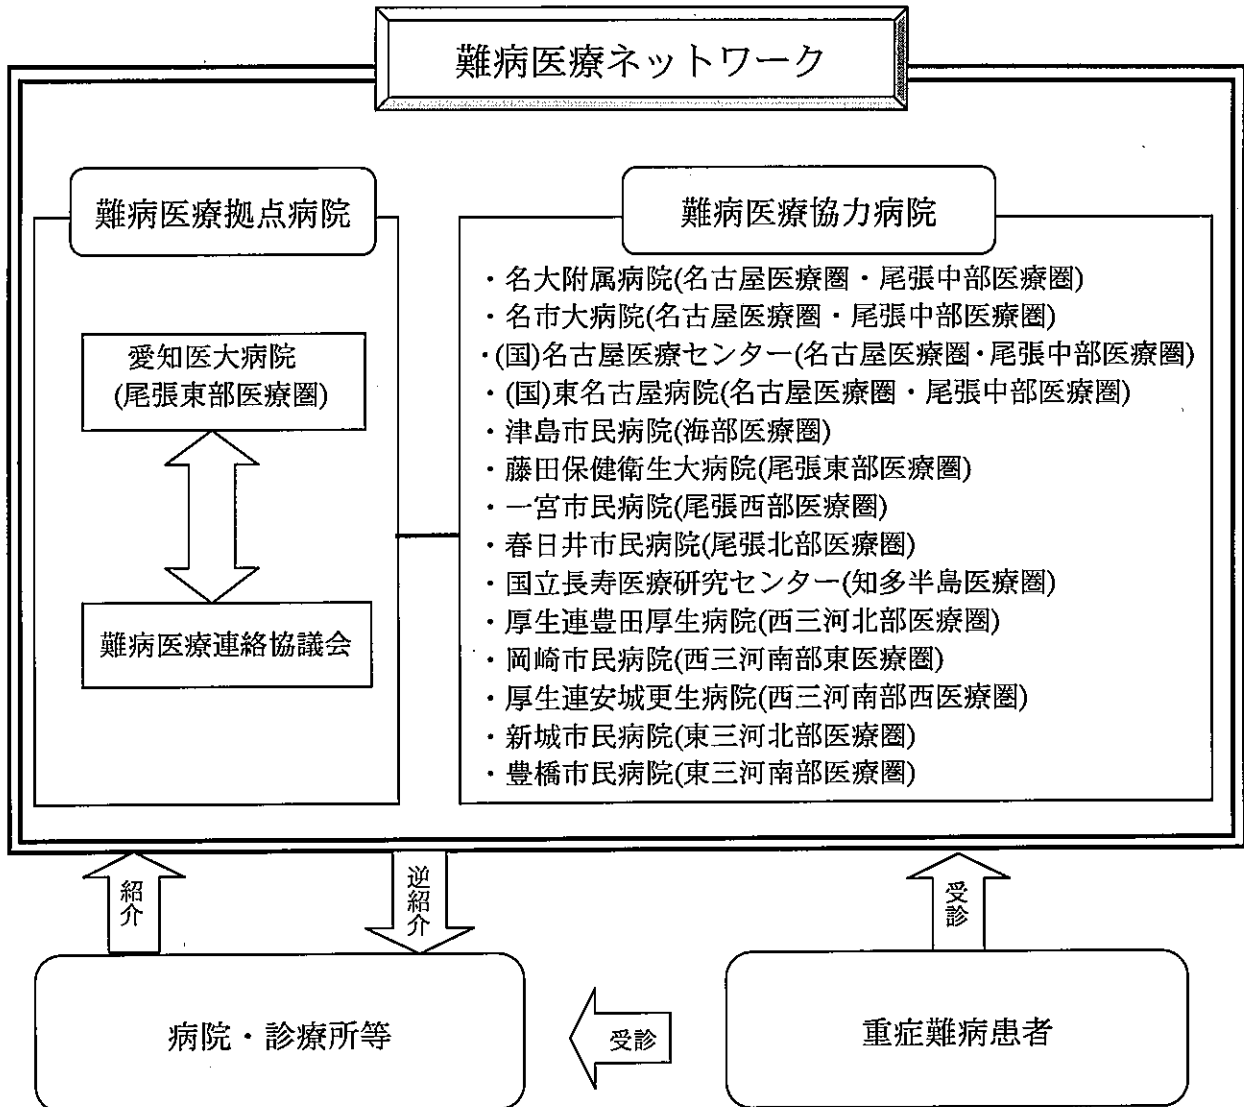 難病医療ネットワーク
難病医療拠点病院
愛知医大病院
(尾張東部医療圏)
難病医療連絡協議会
難病医療協力病院
・名大附属病院(名古屋医療圏・尾張中部医療圏)
・名市大病院(名古屋医療圏・尾張中部医療圏)
・(国)名古屋医療センター(名古屋医療圏・尾張中部医療圏)
・(国)東名古屋病院(名古屋医療圏・尾張中部医療圏)
・津島市民病院(海部医療圏)
・藤田保健衛生大病院(尾張東部医療圏)
・一宮市民病院(尾張西部医療圏)
・春日井市民病院(尾張北部医療圏)
・国立長寿医療研究センター(知多半島医療圏)
・厚生連豊田厚生病院(西三河北部医療圏)
・岡崎市民病院(西三河南部東医療圏)
・厚生連安城更生病院(西三河南部西医療圏)
・新城市民病院(東三河北部医療圏)
・豊橋市民病院(東三河南部医療圏)
紹介
逆紹介
受診
病院・診療所等
受診
重症難病患者